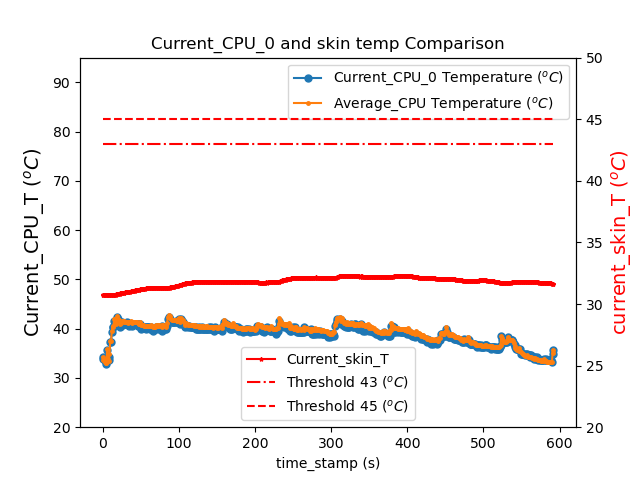 Current_CPU_0 and skin temp Comparison
Current_CPU_0 Temperature (°C)
Average_CPU Temperature (°C)
Current_skin_T
Threshold 43 (°C)
Threshold 45 (°C)
Current_CPU_T (°C)
90
80
70
60
50
40
30
20
50
45
40
35
30
25
20
current_skin_T (°C)
0 100 200 300 400 500 600
time_stamp (s)